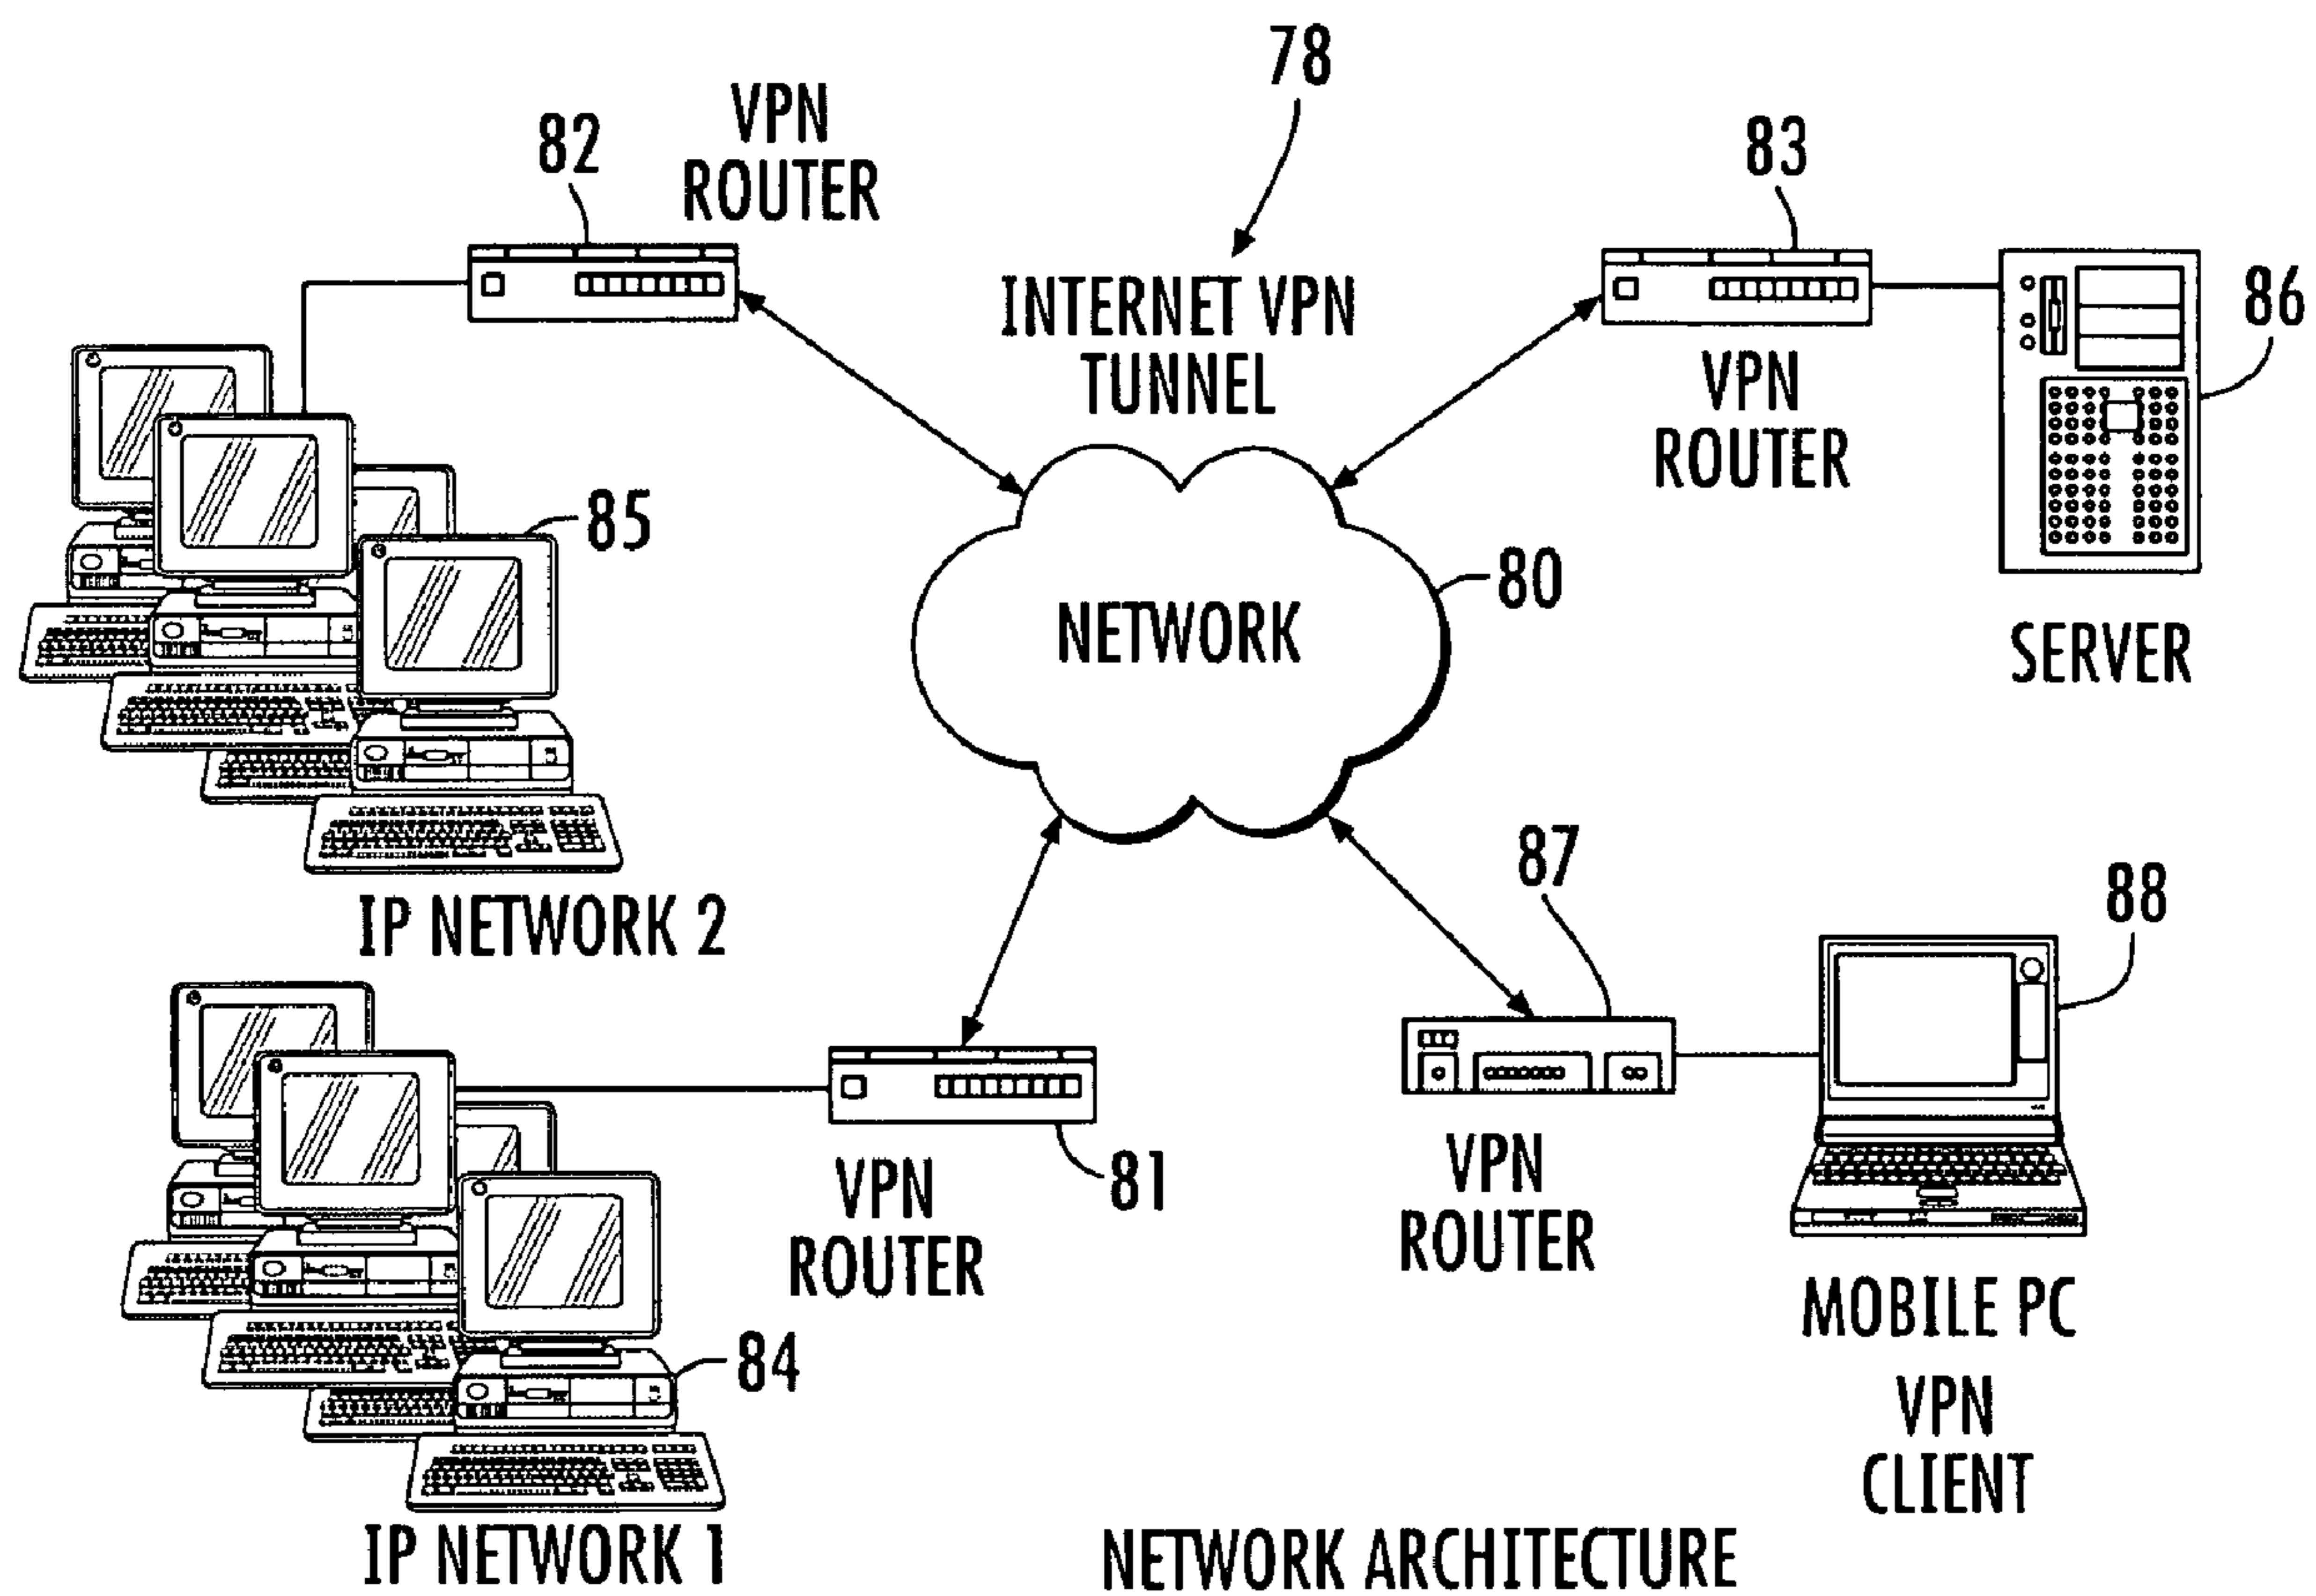 78
VPN
ROUTER
82
83
INTERNET VPN
TUNNEL
86
VPN
ROUTER
85
80
NETWORK
SERVER
IP NETWORK 2
87
88
81
VPN
ROUTER
VPN
ROUTER
MOBILE PC
VPN
CLIENT
84
IP NETWORK 1
NETWORK ARCHITECTURE